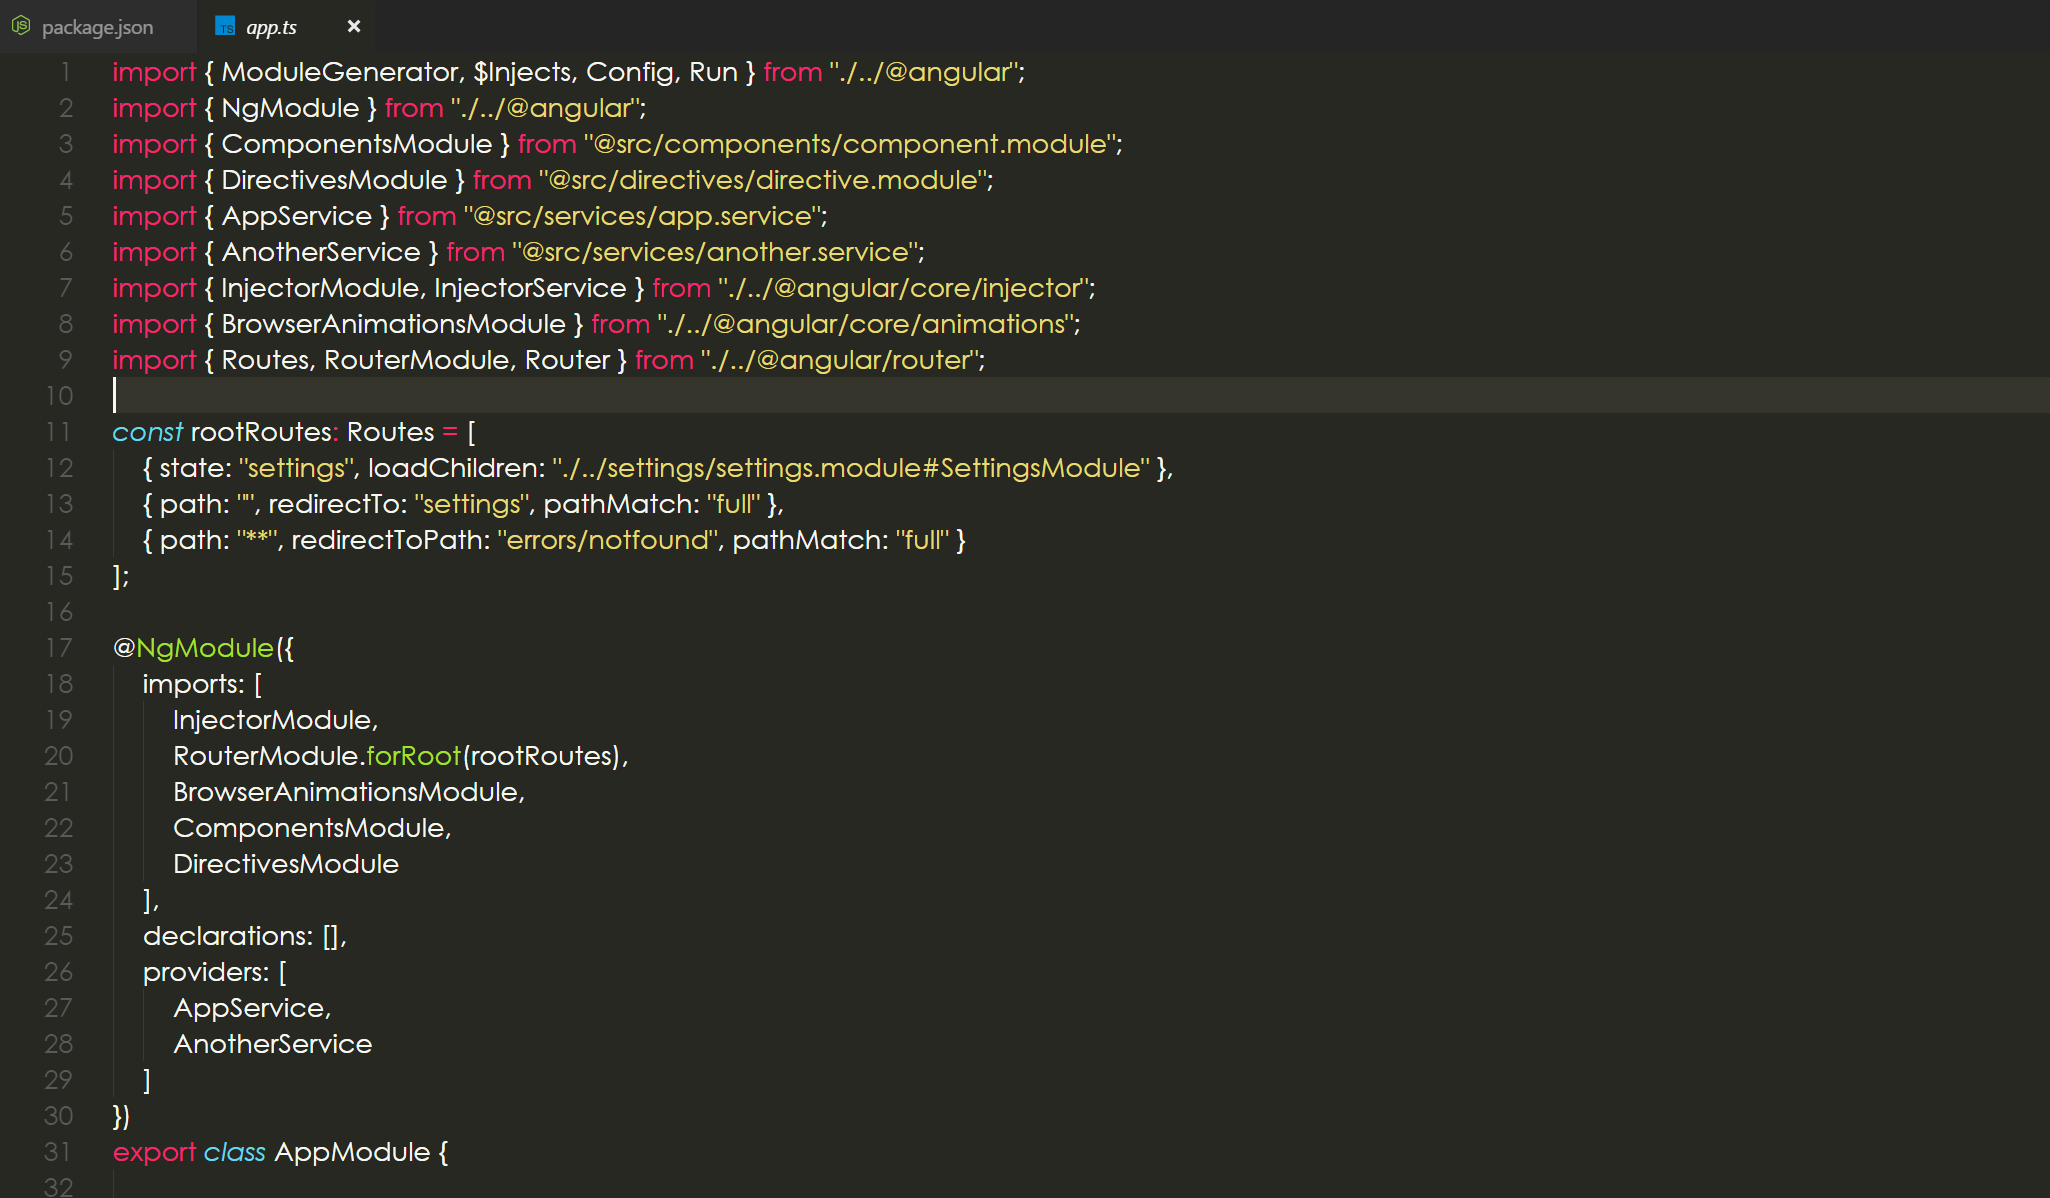 package.json
TS app.ts ×
1 import { ModuleGenerator, $Injects, Config, Run } from "./../@angular";
2 import { NgModule } from "./../@angular";
3 import { ComponentsModule } from "@src/components/component.module";
4 import { DirectivesModule } from "@src/directives/directive.module";
5 import { AppService } from "@src/services/app.service";
6 import { AnotherService } from "@src/services/another.service";
7 import { InjectorModule, InjectorService } from "./../@angular/core/injector";
8 import { BrowserAnimationsModule } from "./../@angular/core/animations";
9 import { Routes, RouterModule, Router } from "./../@angular/router";
10
11 const rootRoutes: Routes = [
12 { state: "settings", loadChildren: "./../settings/settings.module#SettingsModule" },
13 { path: "", redirectTo: "settings", pathMatch: "full" },
14 { path: "**", redirectToPath: "errors/notfound", pathMatch: "full" }
15 ];
16
17 @NgModule({
18 imports: [
19 InjectorModule,
20 RouterModule.forRoot(rootRoutes),
21 BrowserAnimationsModule,
22 ComponentsModule,
23 DirectivesModule
24 ],
25 declarations: [],
26 providers: [
27 AppService,
28 AnotherService
29 ]
30 })
31 export class AppModule {
32